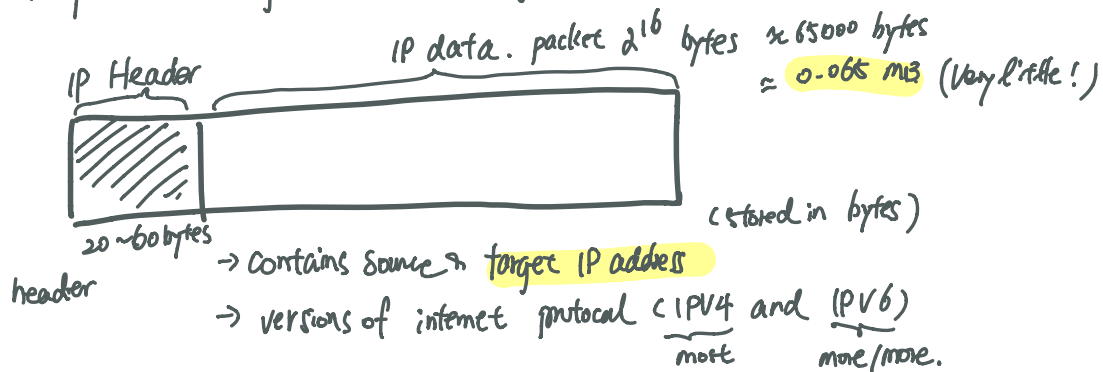 IP data. packet 2^16 bytes ≈ 65000 bytes
IP Header
≈ 0.065 MB (Very little!)
20~60 bytes
(stored in bytes)
header
→ contains source & target IP address
→ versions of internet protocal (IPV4 and IPV6)
most
more/more.